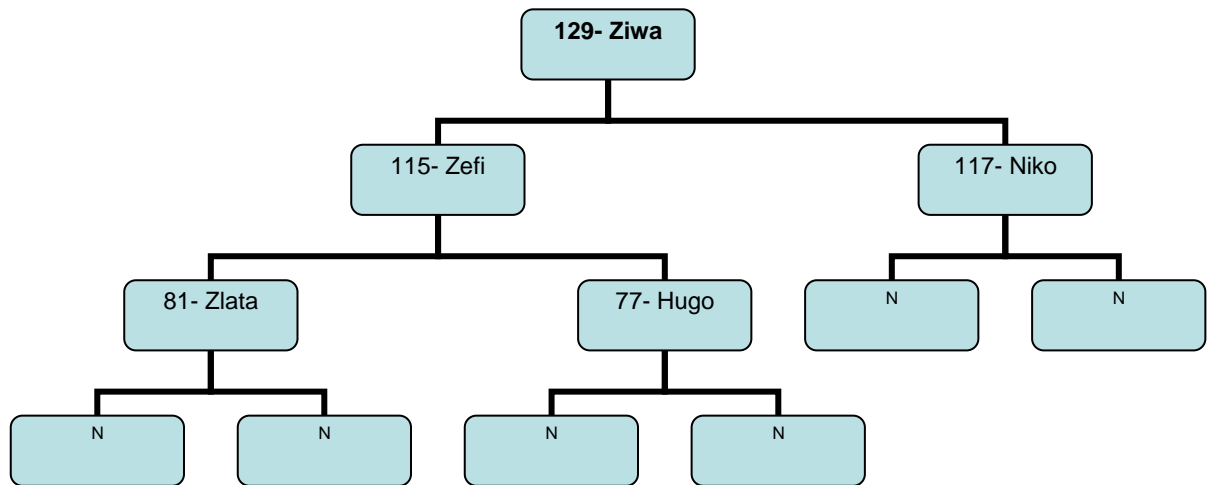 129- Ziwa
115- Zefi
117- Niko
81- Zlata
77- Hugo
N
N
N
N
N
N